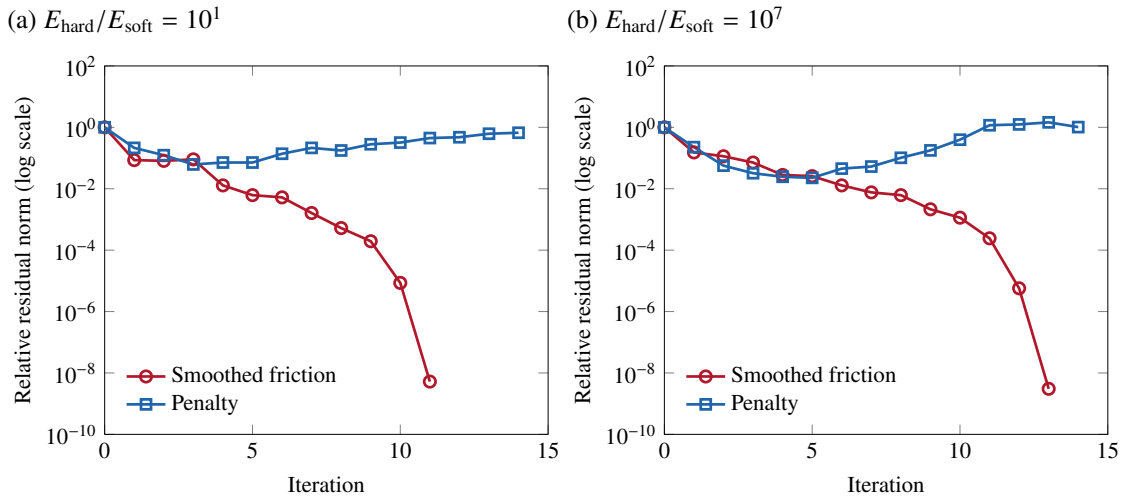 (a) E_hard/E_soft = 10^1
10^2
10^0
10^−2
10^−4
10^−6
10^−8
10^−10
Relative residual norm (log scale)
Smoothed friction
Penalty
0 5 10 15
Iteration
(b) E_hard/E_soft = 10^7
10^2
10^0
10^−2
10^−4
10^−6
10^−8
10^−10
Relative residual norm (log scale)
Smoothed friction
Penalty
0 5 10 15
Iteration